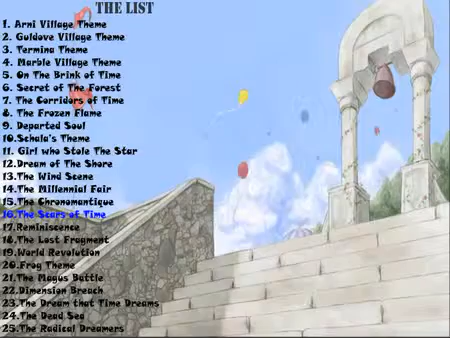 THE LIST
1. Arni Village Theme
2. Guldove Village Theme
3. Termina Theme
4. Marble Village Theme
5. On The Brink of Time
6. Secret of The Forest
7. The Corridors of Time
8. The Frozen Flame
9. Departed Soul
10.Schala's Theme
11. Girl who Stole The Star
12.Dream of The Shore
13.The Wind Scene
14.The Millennial Fair
15.The Chronomantique
16.The Scars of Time
17.Reminiscence
18.The Lost Fragment
19.World Revolution
20.Frog Theme
21.The Magus Battle
22.Dimension Breach
23.The Dream that Time Dreams
24.The Dead Sea
25.The Radical Dreamers